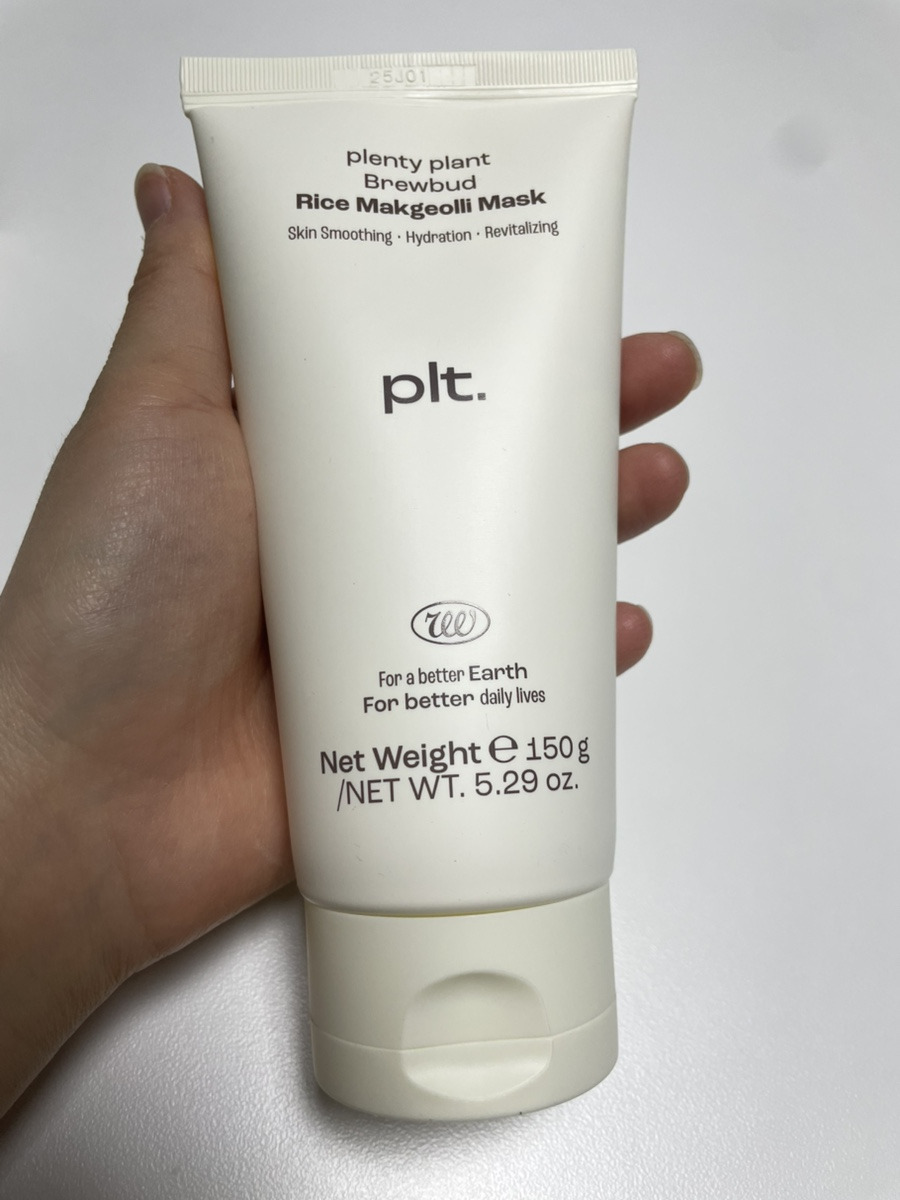 25J01
plenty plant
Brewbud
Rice Makgeolli Mask
Skin Smoothing · Hydration · Revitalizing
plt.
For a better Earth
For better daily lives
Net Weight ℮ 150 g
/NET WT. 5.29 oz.